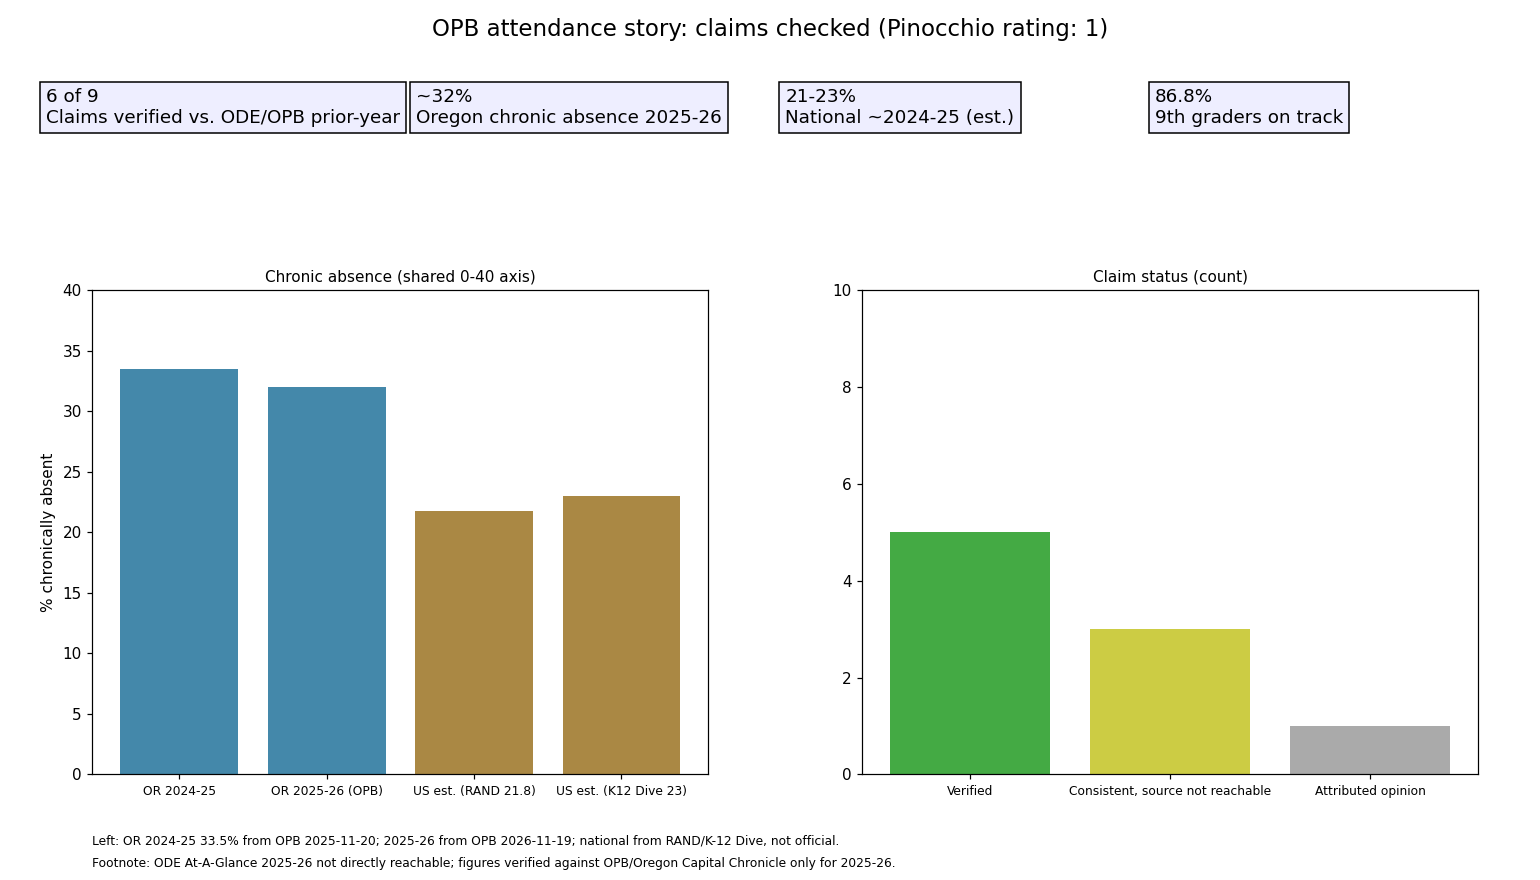 OPB attendance story: claims checked (Pinocchio rating: 1)
6 of 9
Claims verified vs. ODE/OPB prior-year
~32%
Oregon chronic absence 2025-26
21-23%
National ~2024-25 (est.)
86.8%
9th graders on track
Chronic absence (shared 0-40 axis)
40
35
30
25
20
15
10
5
0
% chronically absent
OR 2024-25
OR 2025-26 (OPB)
US est. (RAND 21.8)
US est. (K12 Dive 23)
Claim status (count)
10
8
6
4
2
0
Verified
Consistent, source not reachable
Attributed opinion
Left: OR 2024-25 33.5% from OPB 2025-11-20; 2025-26 from OPB 2026-11-19; national from RAND/K-12 Dive, not official.
Footnote: ODE At-A-Glance 2025-26 not directly reachable; figures verified against OPB/Oregon Capital Chronicle only for 2025-26.